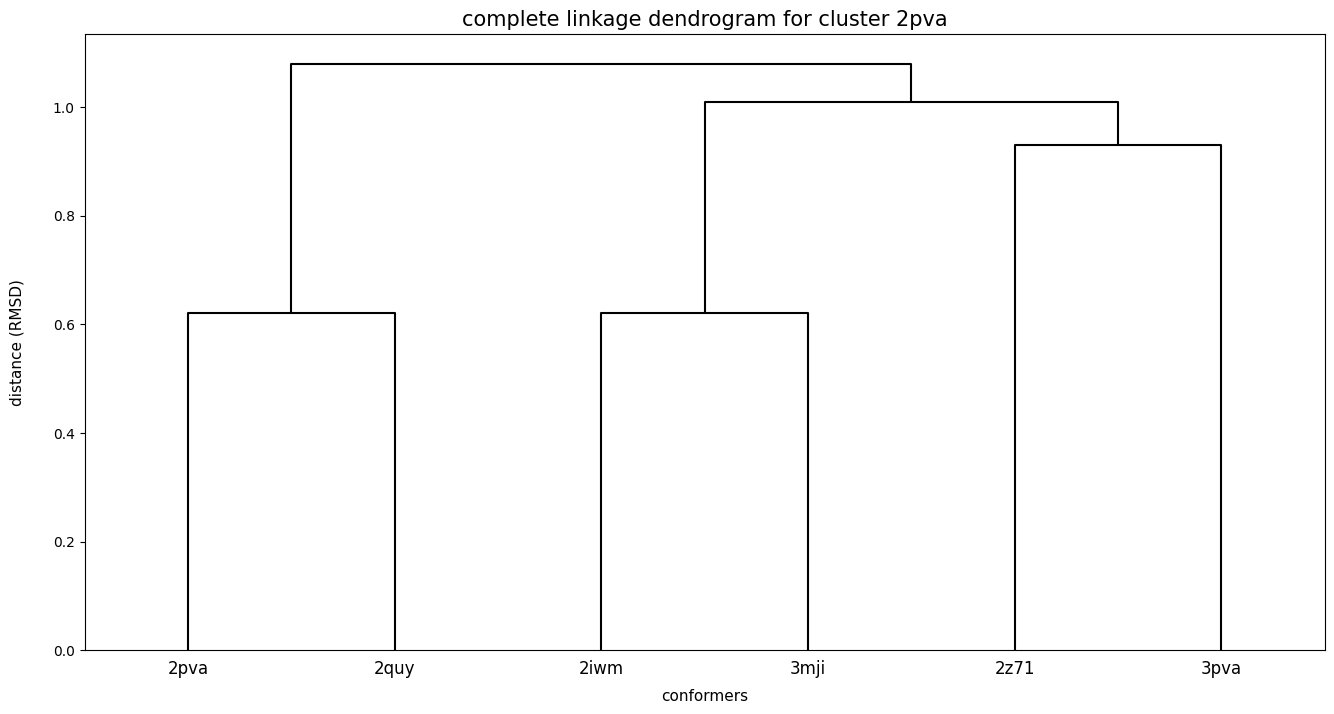 complete linkage dendrogram for cluster 2pva
1.0
0.8
0.6
0.4
0.2
0.0
distance (RMSD)
2pva 2quy 2iwm 3mji 2z71 3pva
conformers